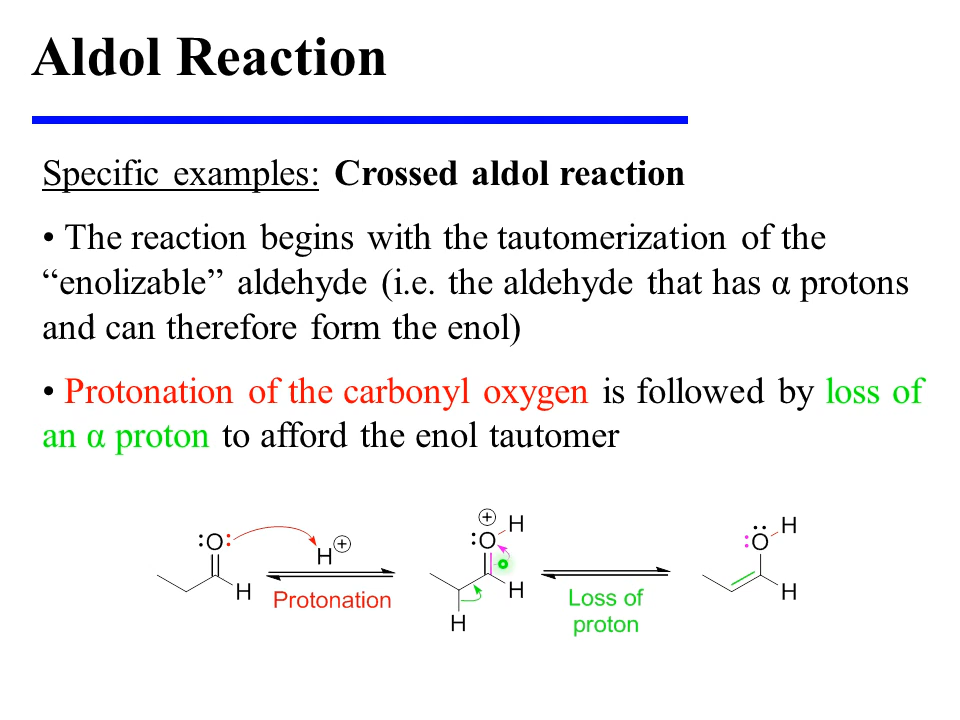 Aldol Reaction
Specific examples: Crossed aldol reaction
• The reaction begins with the tautomerization of the
“enolizable” aldehyde (i.e. the aldehyde that has α protons
and can therefore form the enol)
• Protonation of the carbonyl oxygen is followed by loss of
an α proton to afford the enol tautomer
O
H
H +
Protonation
+
O H
H
H
Loss of
proton
O H
H